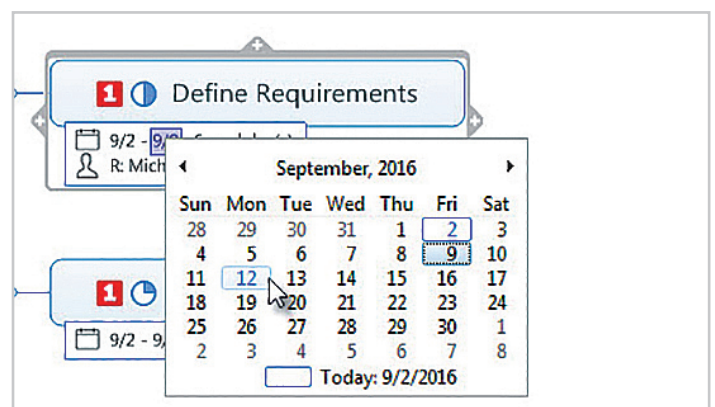 1 Define Requirements
9/2 - 9/9
R: Mich
September, 2016
Sun Mon Tue Wed Thu Fri Sat
28 29 30 31 1 2 3
4 5 6 7 8 9 10
11 12 13 14 15 16 17
18 19 20 21 22 23 24
25 26 27 28 29 30 1
2 3 4 5 6 7 8
Today: 9/2/2016
1
9/2 - 9/